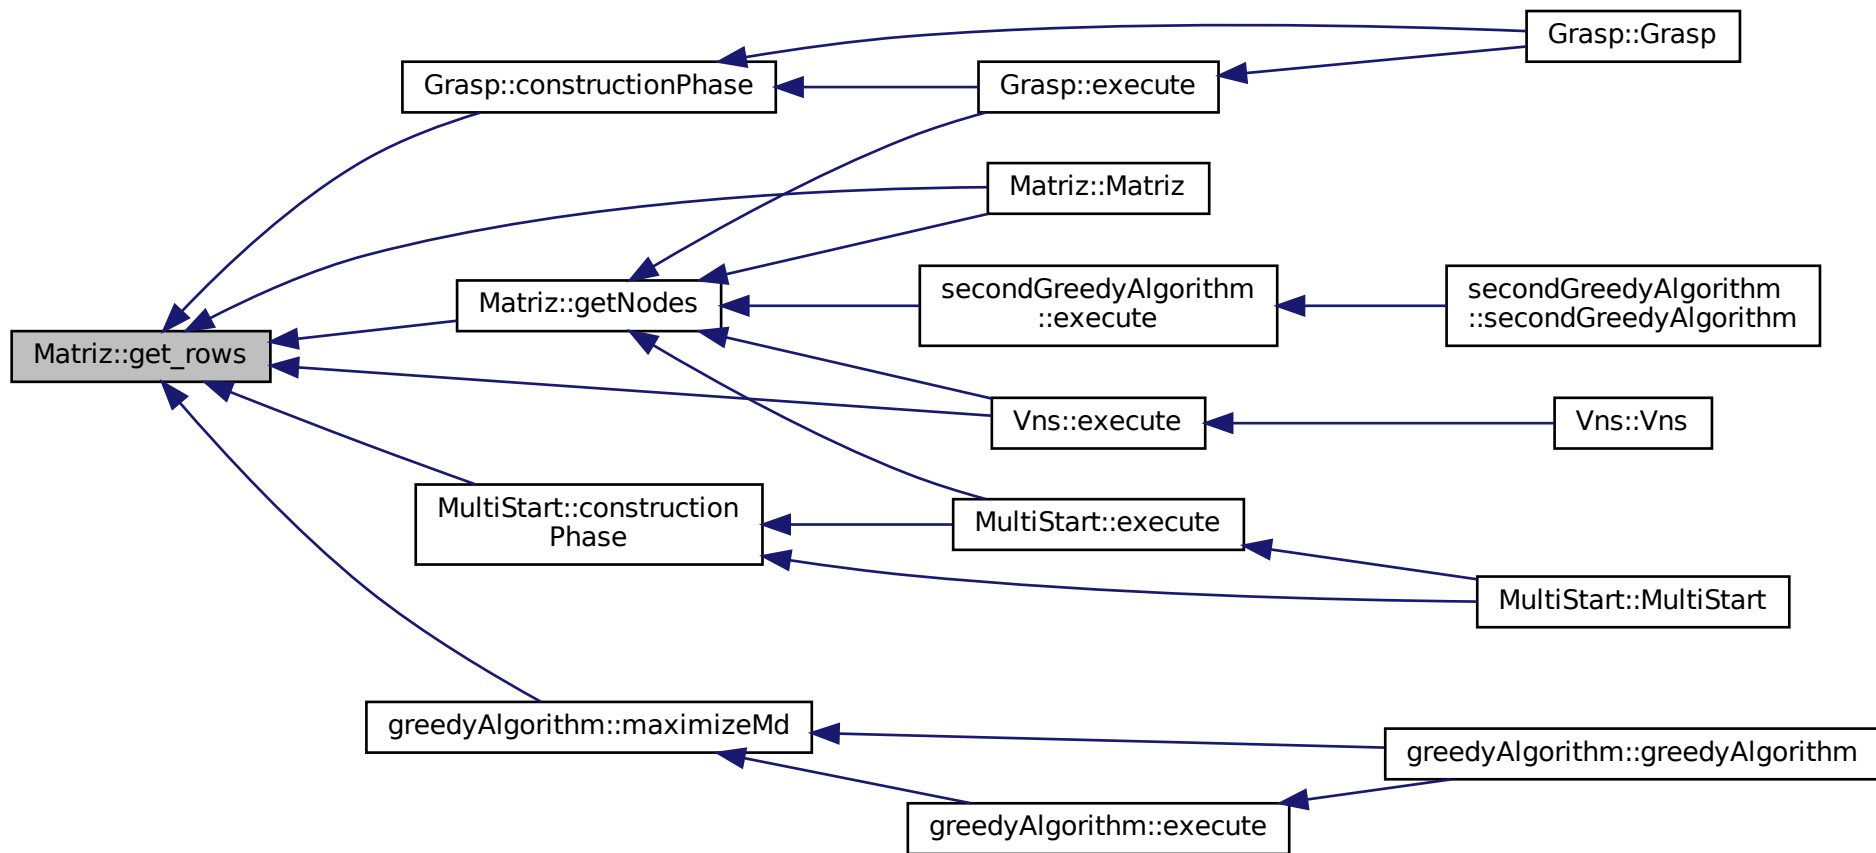 Grasp::Grasp
Grasp::constructionPhase
Grasp::execute
Matriz::Matriz
Matriz::getNodes
secondGreedyAlgorithm
::execute
secondGreedyAlgorithm
::secondGreedyAlgorithm
Matriz::get_rows
Vns::execute
Vns::Vns
MultiStart::construction
Phase
MultiStart::execute
MultiStart::MultiStart
greedyAlgorithm::maximizeMd
greedyAlgorithm::greedyAlgorithm
greedyAlgorithm::execute